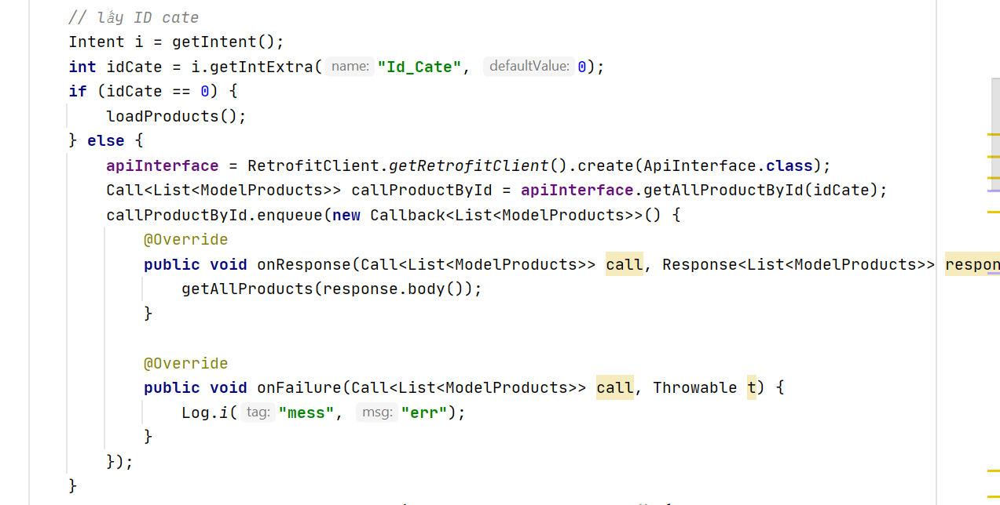 // lấy ID cate
Intent i = getIntent();
int idCate = i.getIntExtra( name: "Id_Cate", defaultValue: 0);
if (idCate == 0) {
    loadProducts();
} else {
    apiInterface = RetrofitClient.getRetrofitClient().create(ApiInterface.class);
    Call<List<ModelProducts>> callProductById = apiInterface.getAllProductById(idCate);
    callProductById.enqueue(new Callback<List<ModelProducts>>() {
        @Override
        public void onResponse(Call<List<ModelProducts>> call, Response<List<ModelProducts>> respon
            getAllProducts(response.body());
        }
        @Override
        public void onFailure(Call<List<ModelProducts>> call, Throwable t) {
            Log.i( tag: "mess", msg: "err");
        }
    });
}